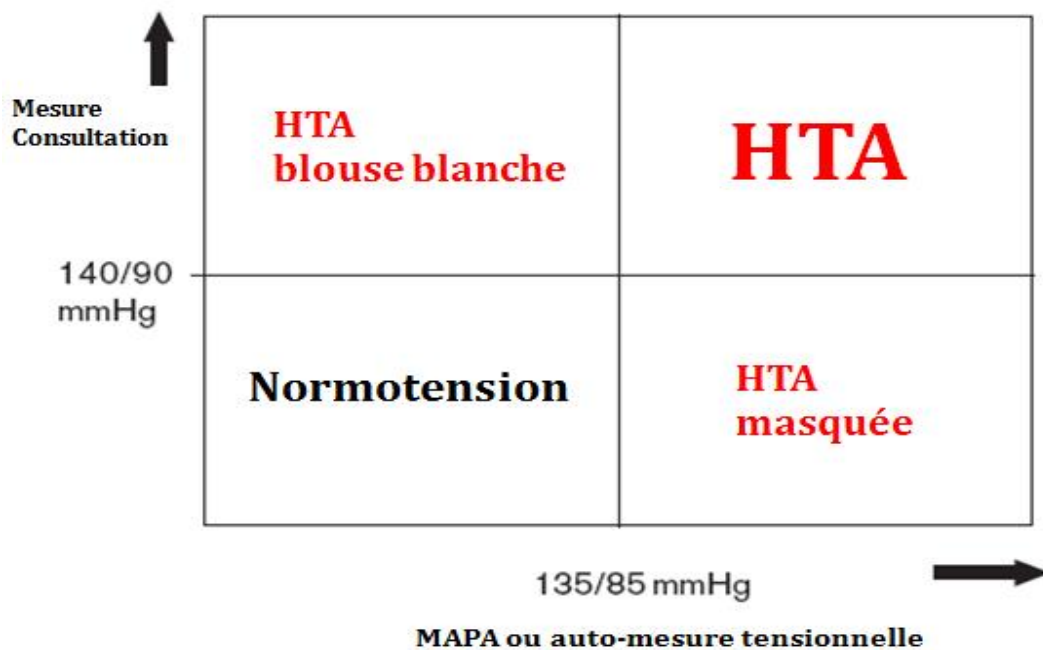 Mesure
Consultation
HTA
blouse blanche
HTA
140/90
mmHg
Normotension
HTA
masquée
135/85 mmHg
MAPA ou auto-mesure tensionnelle